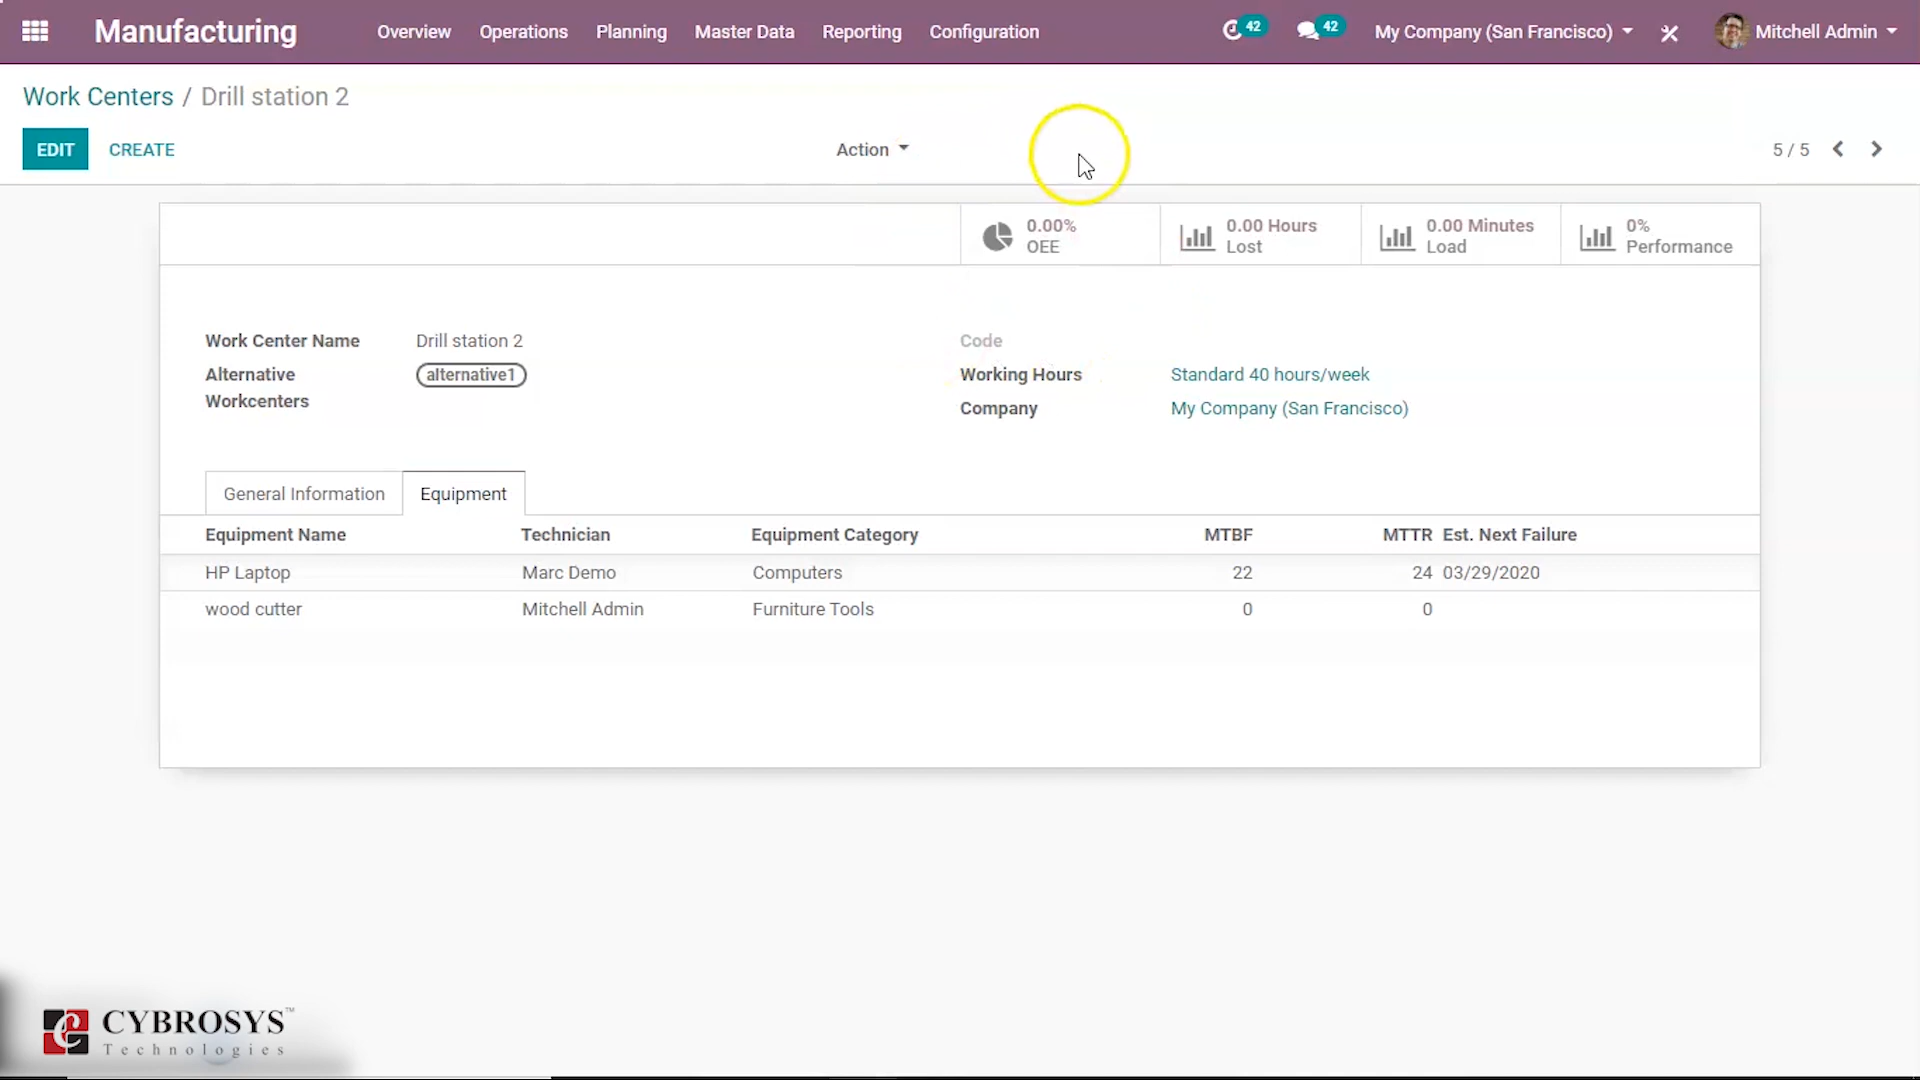 Manufacturing Overview Operations Planning Master Data Reporting Configuration 42 42 My Company (San Francisco) Mitchell Admin
Work Centers / Drill station 2
EDIT CREATE Action 5 / 5
0.00% OEE
0.00 Hours Lost
0.00 Minutes Load
0% Performance
Work Center Name Drill station 2
Alternative Workcenters alternative1
Code
Working Hours Standard 40 hours/week
Company My Company (San Francisco)
General Information Equipment
Equipment Name Technician Equipment Category MTBF MTTR Est. Next Failure
HP Laptop Marc Demo Computers 22 24 03/29/2020
wood cutter Mitchell Admin Furniture Tools 0 0
CYBROSYS™
Technologies